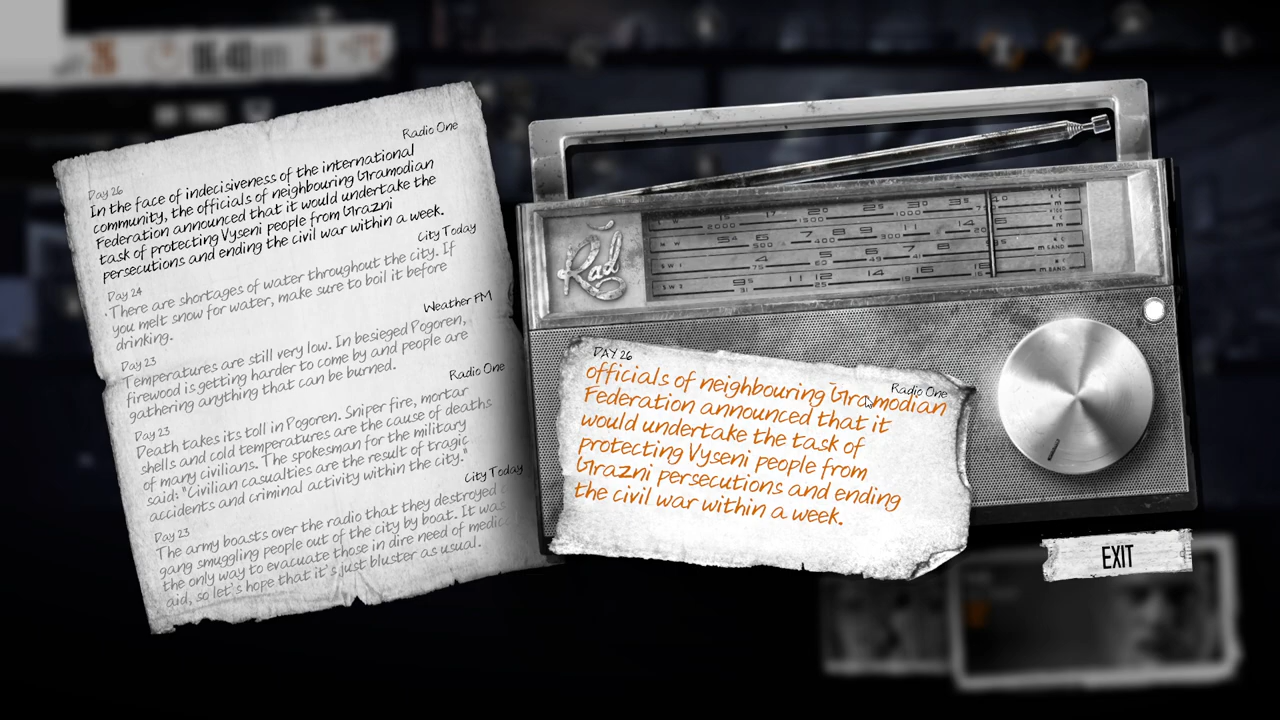 26
Radio One
Day 26
In the face of indecisiveness of the international
community, the officials of neighbouring Gramodian
Federation announced that it would undertake the
task of protecting Vyseni people from Grazni
persecutions and ending the civil war within a week.
City Today
Day 24
There are shortages of water throughout the city. If
you melt snow for water, make sure to boil it before
drinking.
Weather FM
Day 23
Temperatures are still very low. In besieged Pogoren,
firewood is getting harder to come by and people are
gathering anything that can be burned.
Radio One
Day 23
Death takes its toll in Pogoren. Sniper fire, mortar
shells and cold temperatures are the cause of deaths
of many civilians. The spokesman for the military
said: "Civilian casualties are the result of tragic
accidents and criminal activity within the city."
City Today
Day 23
The army boasts over the radio that they destroyed
gang smuggling people out of the city by boat. It was
the only way to evacuate those in dire need of medic
aid, so let's hope that it's just bluster as usual.
Rad
DAY 26
Radio One
officials of neighbouring Gramodian
Federation announced that it
would undertake the task of
protecting Vyseni people from
Grazni persecutions and ending
the civil war within a week.
EXIT